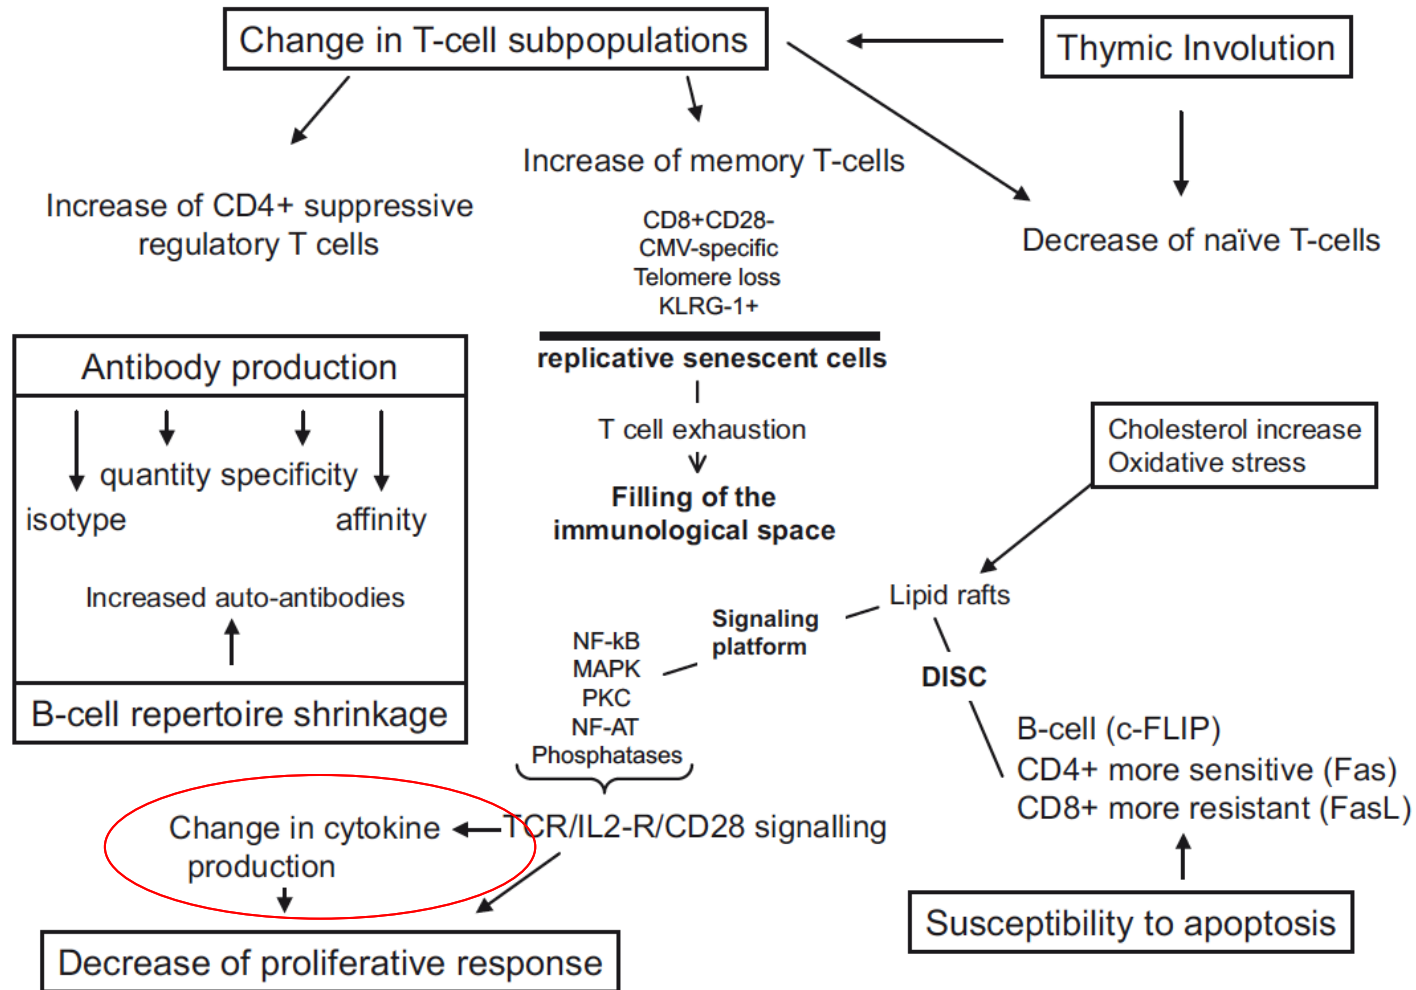 Change in T-cell subpopulations
Thymic Involution
Increase of CD4+ suppressive
regulatory T cells
Increase of memory T-cells
CD8+CD28-
CMV-specific
Telomere loss
KLRG-1+
replicative senescent cells
T cell exhaustion
Filling of the
immunological space
Decrease of naïve T-cells
Antibody production
quantity specificity
isotype affinity
Increased auto-antibodies
B-cell repertoire shrinkage
Cholesterol increase
Oxidative stress
Lipid rafts
Signaling
platform
DISC
NF-kB
MAPK
PKC
NF-AT
Phosphatases
B-cell (c-FLIP)
CD4+ more sensitive (Fas)
CD8+ more resistant (FasL)
Susceptibility to apoptosis
TCR/IL2-R/CD28 signalling
Change in cytokine
production
Decrease of proliferative response